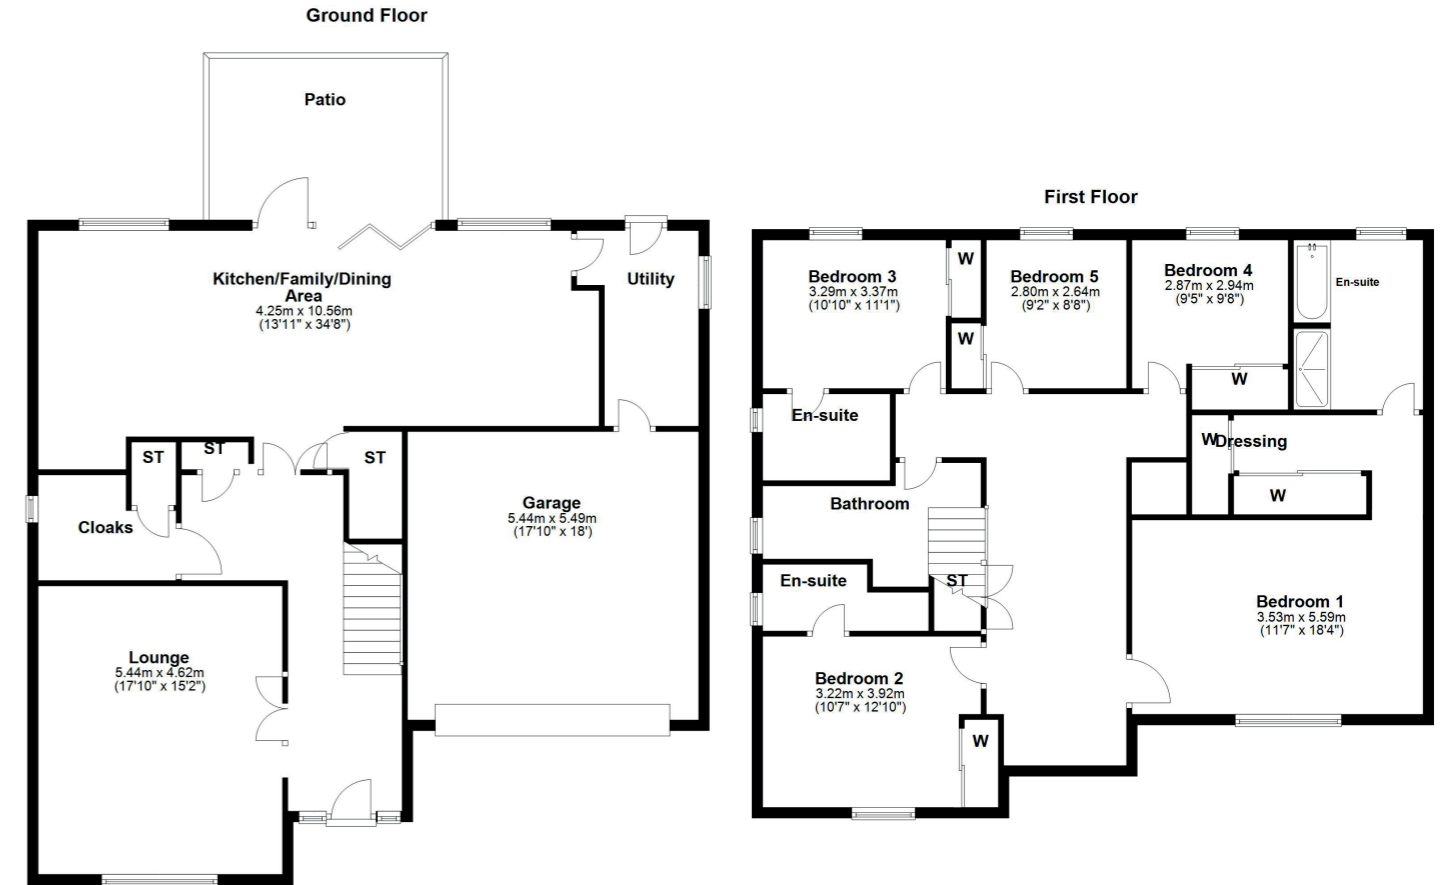 Ground Floor
Patio
Kitchen/Family/Dining
Area
4.25m x 10.56m
(13'11" x 34'8")
Utility
ST
ST
ST
Cloaks
Garage
5.44m x 5.49m
(17'10" x 18')
Lounge
5.44m x 4.62m
(17'10" x 15'2")
First Floor
Bedroom 3
3.29m x 3.37m
(10'10" x 11'1")
W
W
Bedroom 5
2.80m x 2.64m
(9'2" x 8'8")
Bedroom 4
2.87m x 2.94m
(9'5" x 9'8")
W
En-suite
En-suite
W
Dressing
W
Bathroom
En-suite
ST
Bedroom 1
3.53m x 5.59m
(11'7" x 18'4")
Bedroom 2
3.22m x 3.92m
(10'7" x 12'10")
W